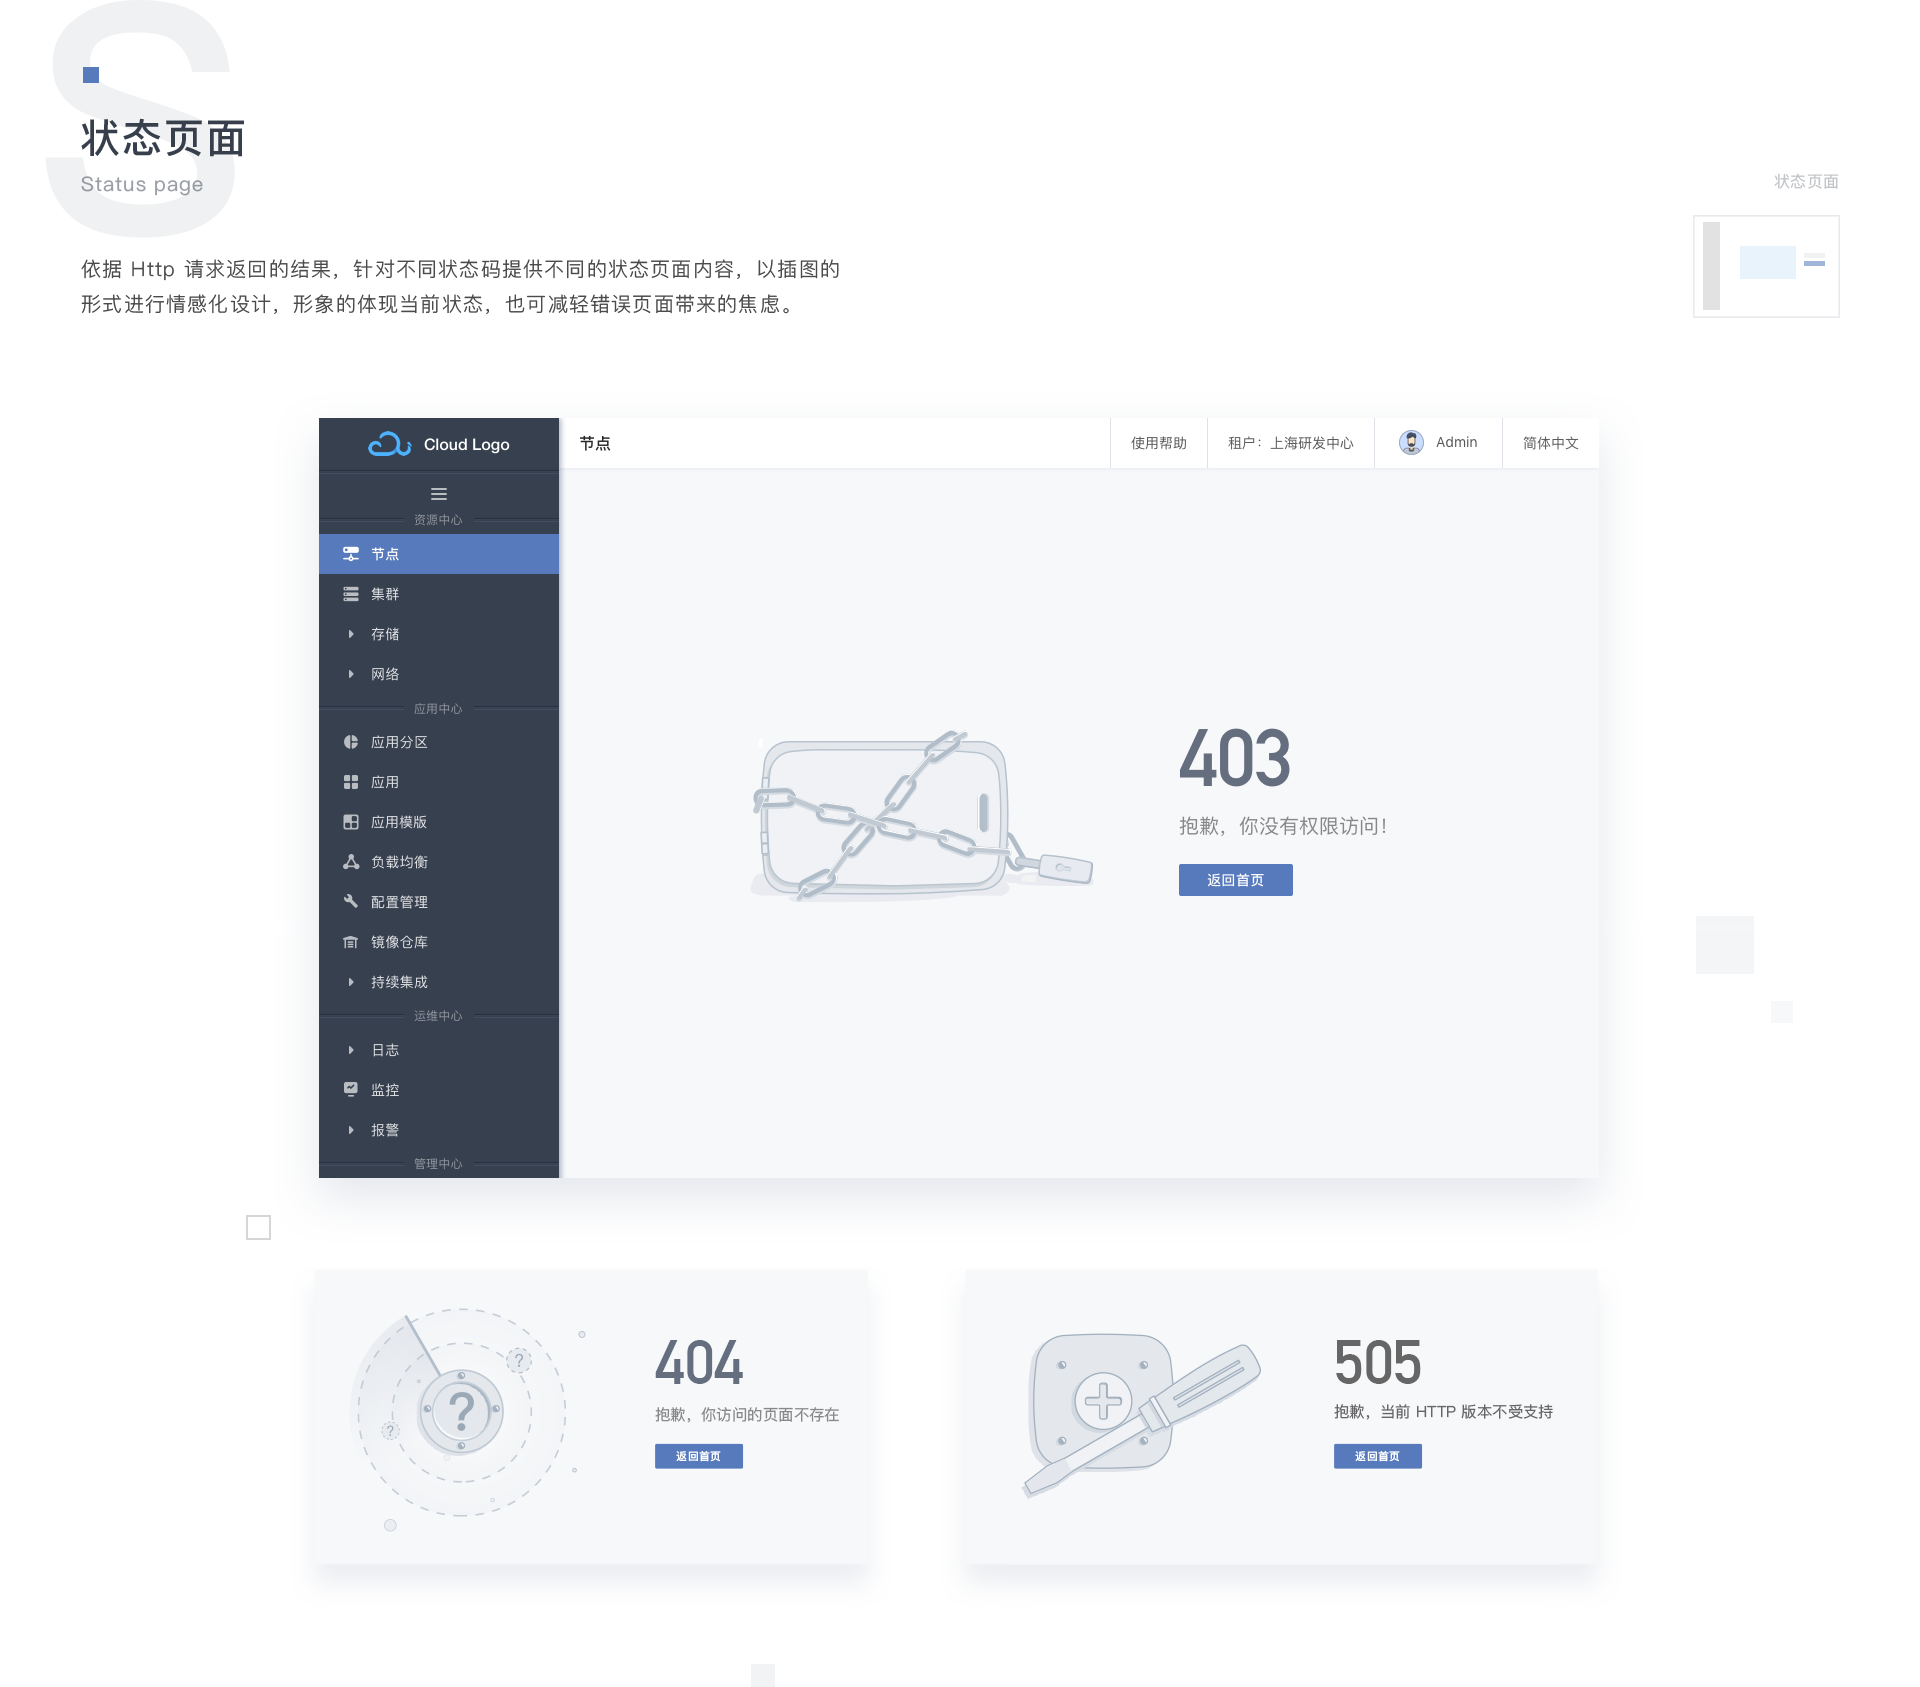 S
状态页面
Status page
状态页面
依据 Http 请求返回的结果，针对不同状态码提供不同的状态页面内容，以插图的
形式进行情感化设计，形象的体现当前状态，也可减轻错误页面带来的焦虑。
Cloud Logo
节点
使用帮助
租户：上海研发中心
Admin
简体中文
资源中心
节点
集群
存储
网络
应用中心
应用分区
应用
应用模版
负载均衡
配置管理
镜像仓库
持续集成
运维中心
日志
监控
报警
管理中心
403
抱歉，你没有权限访问！
返回首页
?
?
?
404
抱歉，你访问的页面不存在
返回首页
505
抱歉，当前 HTTP 版本不受支持
返回首页